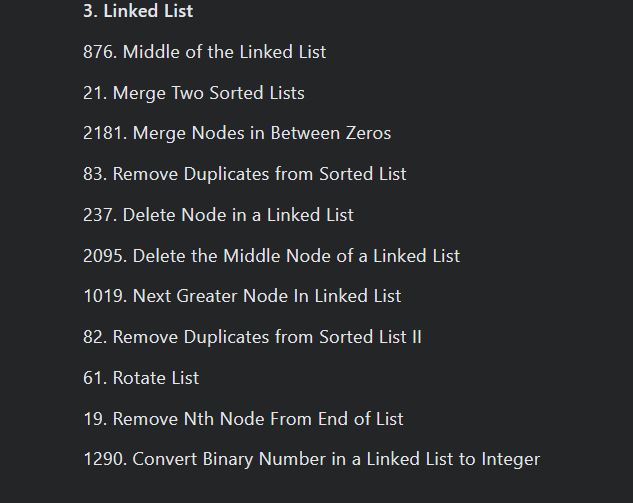 3. Linked List
876. Middle of the Linked List
21. Merge Two Sorted Lists
2181. Merge Nodes in Between Zeros
83. Remove Duplicates from Sorted List
237. Delete Node in a Linked List
2095. Delete the Middle Node of a Linked List
1019. Next Greater Node In Linked List
82. Remove Duplicates from Sorted List II
61. Rotate List
19. Remove Nth Node From End of List
1290. Convert Binary Number in a Linked List to Integer